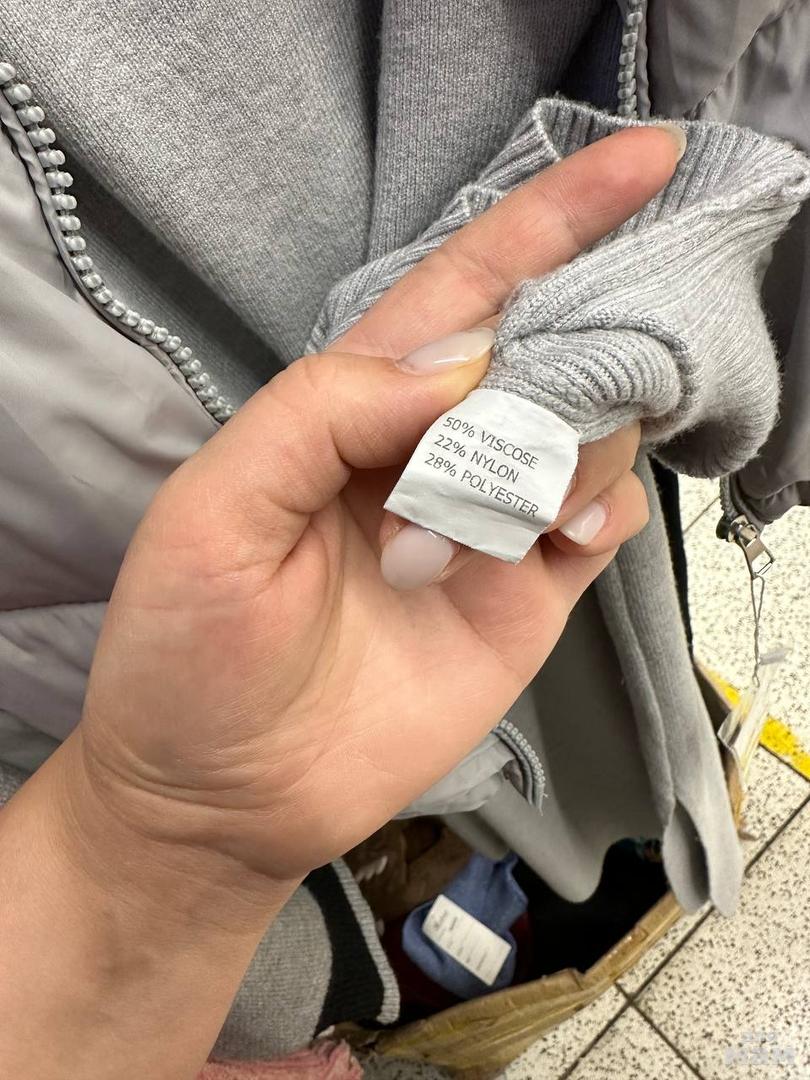 50% VISCOSE
22% NYLON
28% POLYESTER